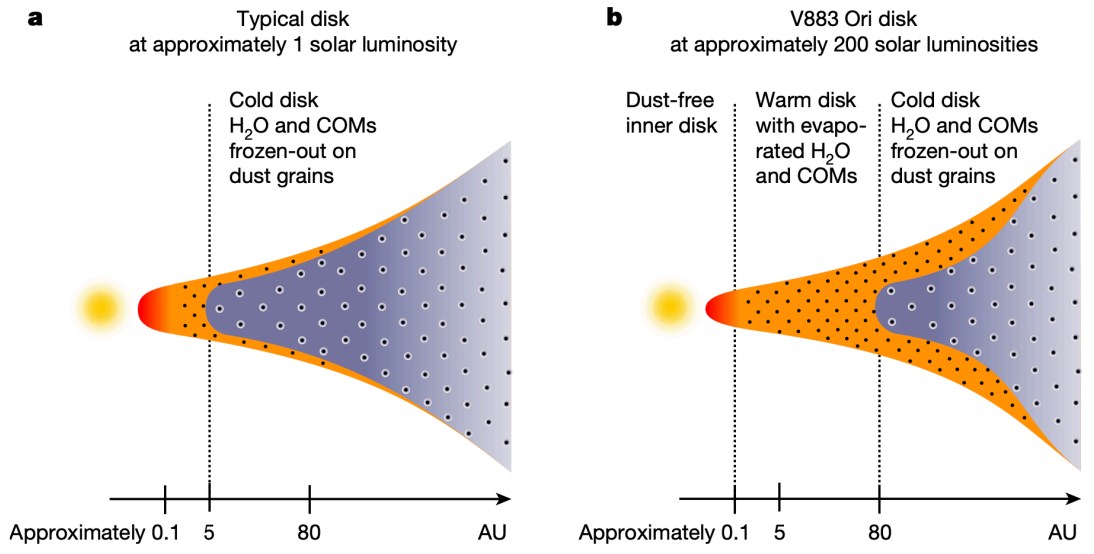 a
Typical disk
at approximately 1 solar luminosity
Cold disk
H₂O and COMs
frozen-out on
dust grains
Approximately 0.1 5 80 AU
b
V883 Ori disk
at approximately 200 solar luminosities
Dust-free
inner disk
Warm disk
with evapo-
rated H₂O
and COMs
Cold disk
H₂O and COMs
frozen-out on
dust grains
Approximately 0.1 5 80 AU